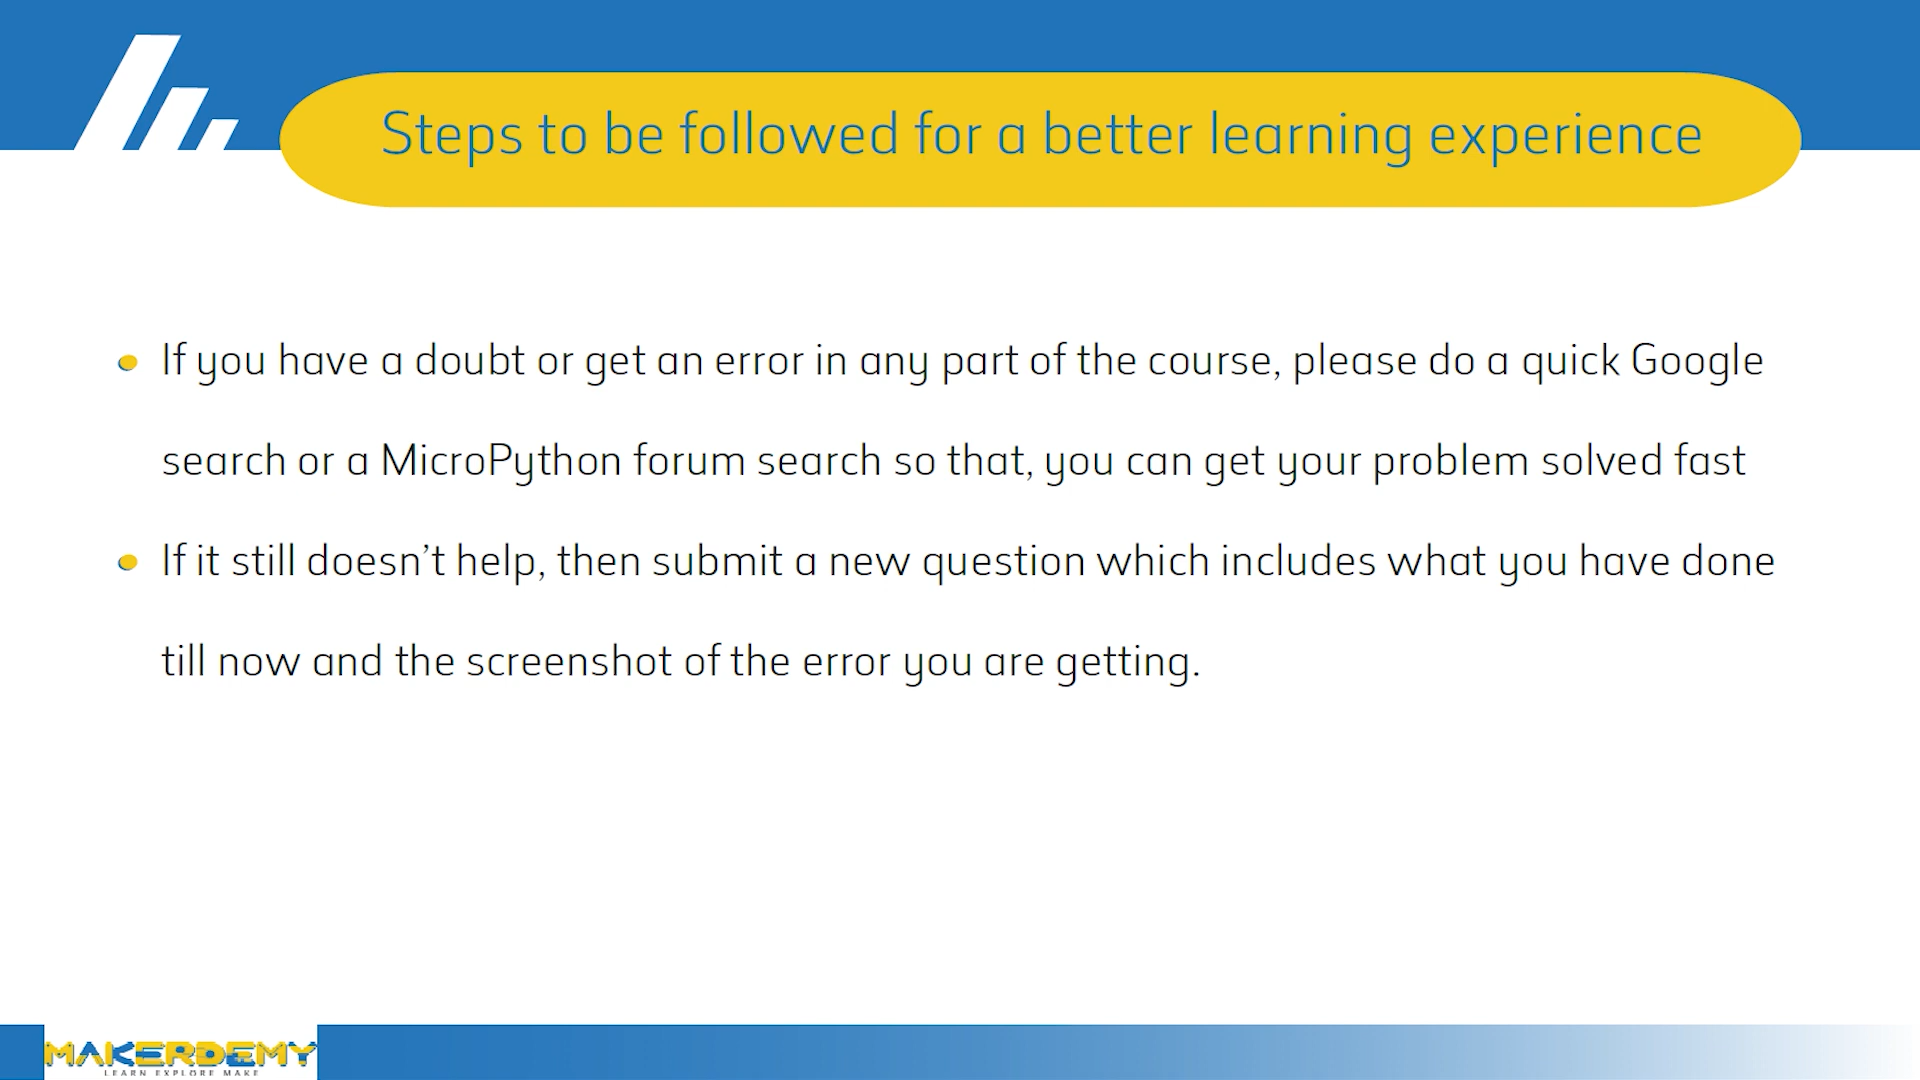 Steps to be followed for a better learning experience
If you have a doubt or get an error in any part of the course, please do a quick Google
search or a MicroPython forum search so that, you can get your problem solved fast
If it still doesn’t help, then submit a new question which includes what you have done
till now and the screenshot of the error you are getting.
MAKERDEMY
LEARN EXPLORE MAKE